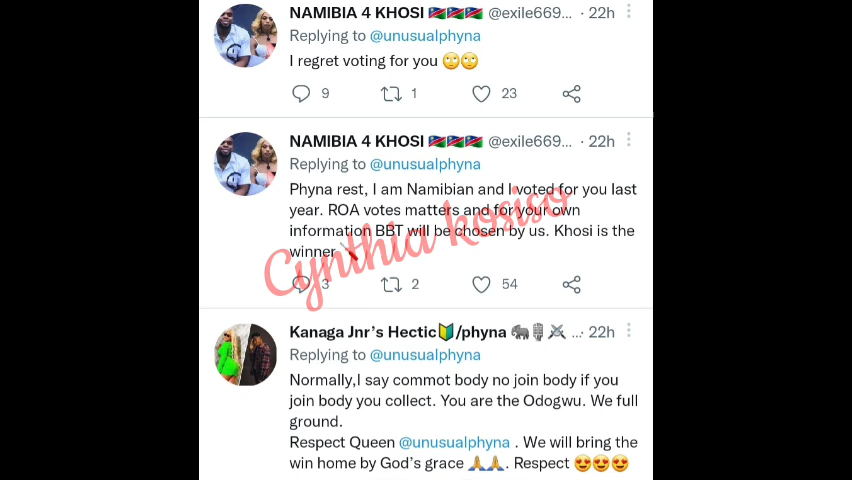 NAMIBIA 4 KHOSI 🇳🇦🇳🇦🇳🇦 @exile669... · 22h
Replying to @unusualphyna
I regret voting for you 🙄🙄
9 1 23
NAMIBIA 4 KHOSI 🇳🇦🇳🇦🇳🇦 @exile669... · 22h
Replying to @unusualphyna
Phyna rest, I am Namibian and I voted for you last
year. ROA votes matters and for your own
information BBT will be chosen by us. Khosi is the
winner
Cynthia kosiso
3 2 54
Kanaga Jnr's Hectic🔰/phyna 🐘🎙⚔ ... · 22h
Replying to @unusualphyna
Normally,I say commot body no join body if you
join body you collect. You are the Odogwu. We full
ground.
Respect Queen @unusualphyna . We will bring the
win home by God's grace 🙏🙏. Respect 😍😍😍